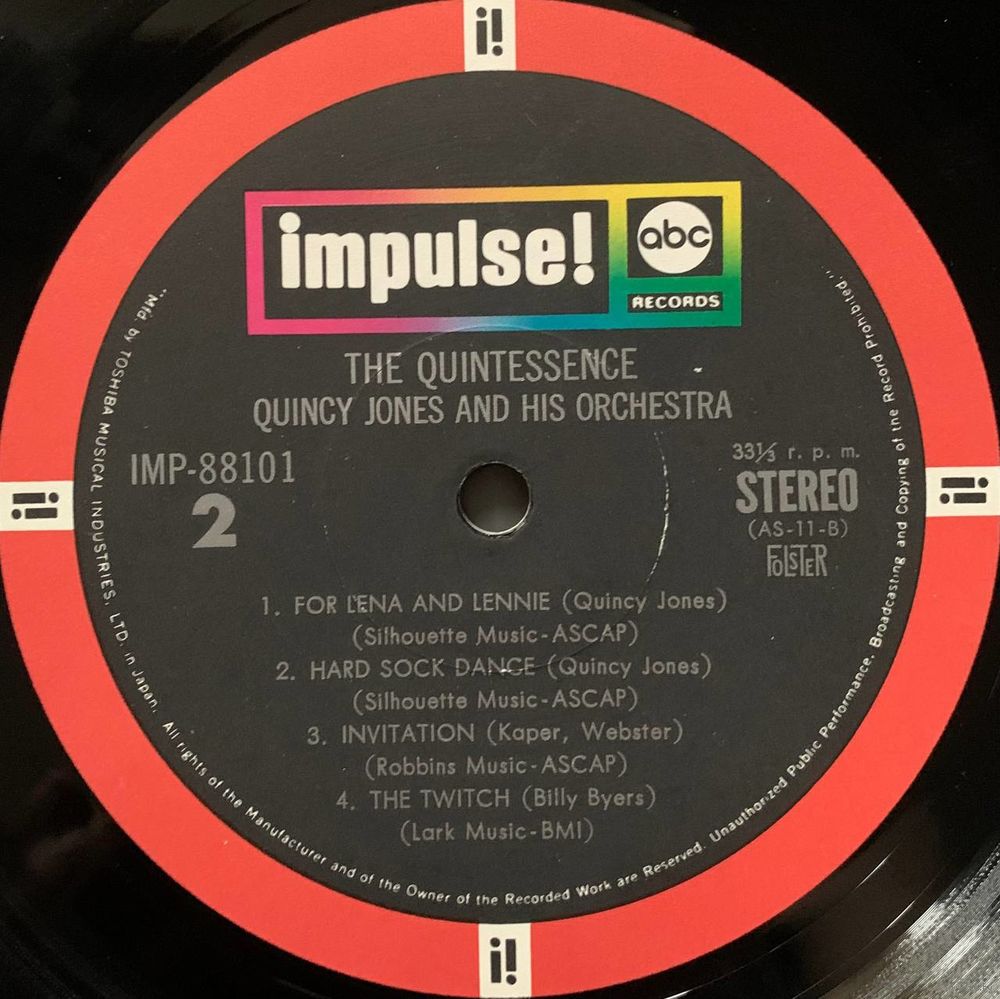 i!
impulse!
abc
RECORDS
THE QUINTESSENCE
QUINCY JONES AND HIS ORCHESTRA
IMP-88101
2
33⅓ r. p. m.
STEREO
(AS-11-B)
FOLSTER
i!
i!
1. FOR LENA AND LENNIE (Quincy Jones)
(Silhouette Music-ASCAP)
2. HARD SOCK DANCE (Quincy Jones)
(Silhouette Music-ASCAP)
3. INVITATION (Kaper, Webster)
(Robbins Music-ASCAP)
4. THE TWITCH (Billy Byers)
(Lark Music-BMI)
"Mfd. by TOSHIBA MUSICAL INDUSTRIES, LTD. in Japan. All rights of the Manufacturer and of the Owner of the Recorded Work are Reserved. Unauthorized Public Performance, Broadcasting and Copying of the Record Prohibited."
i!